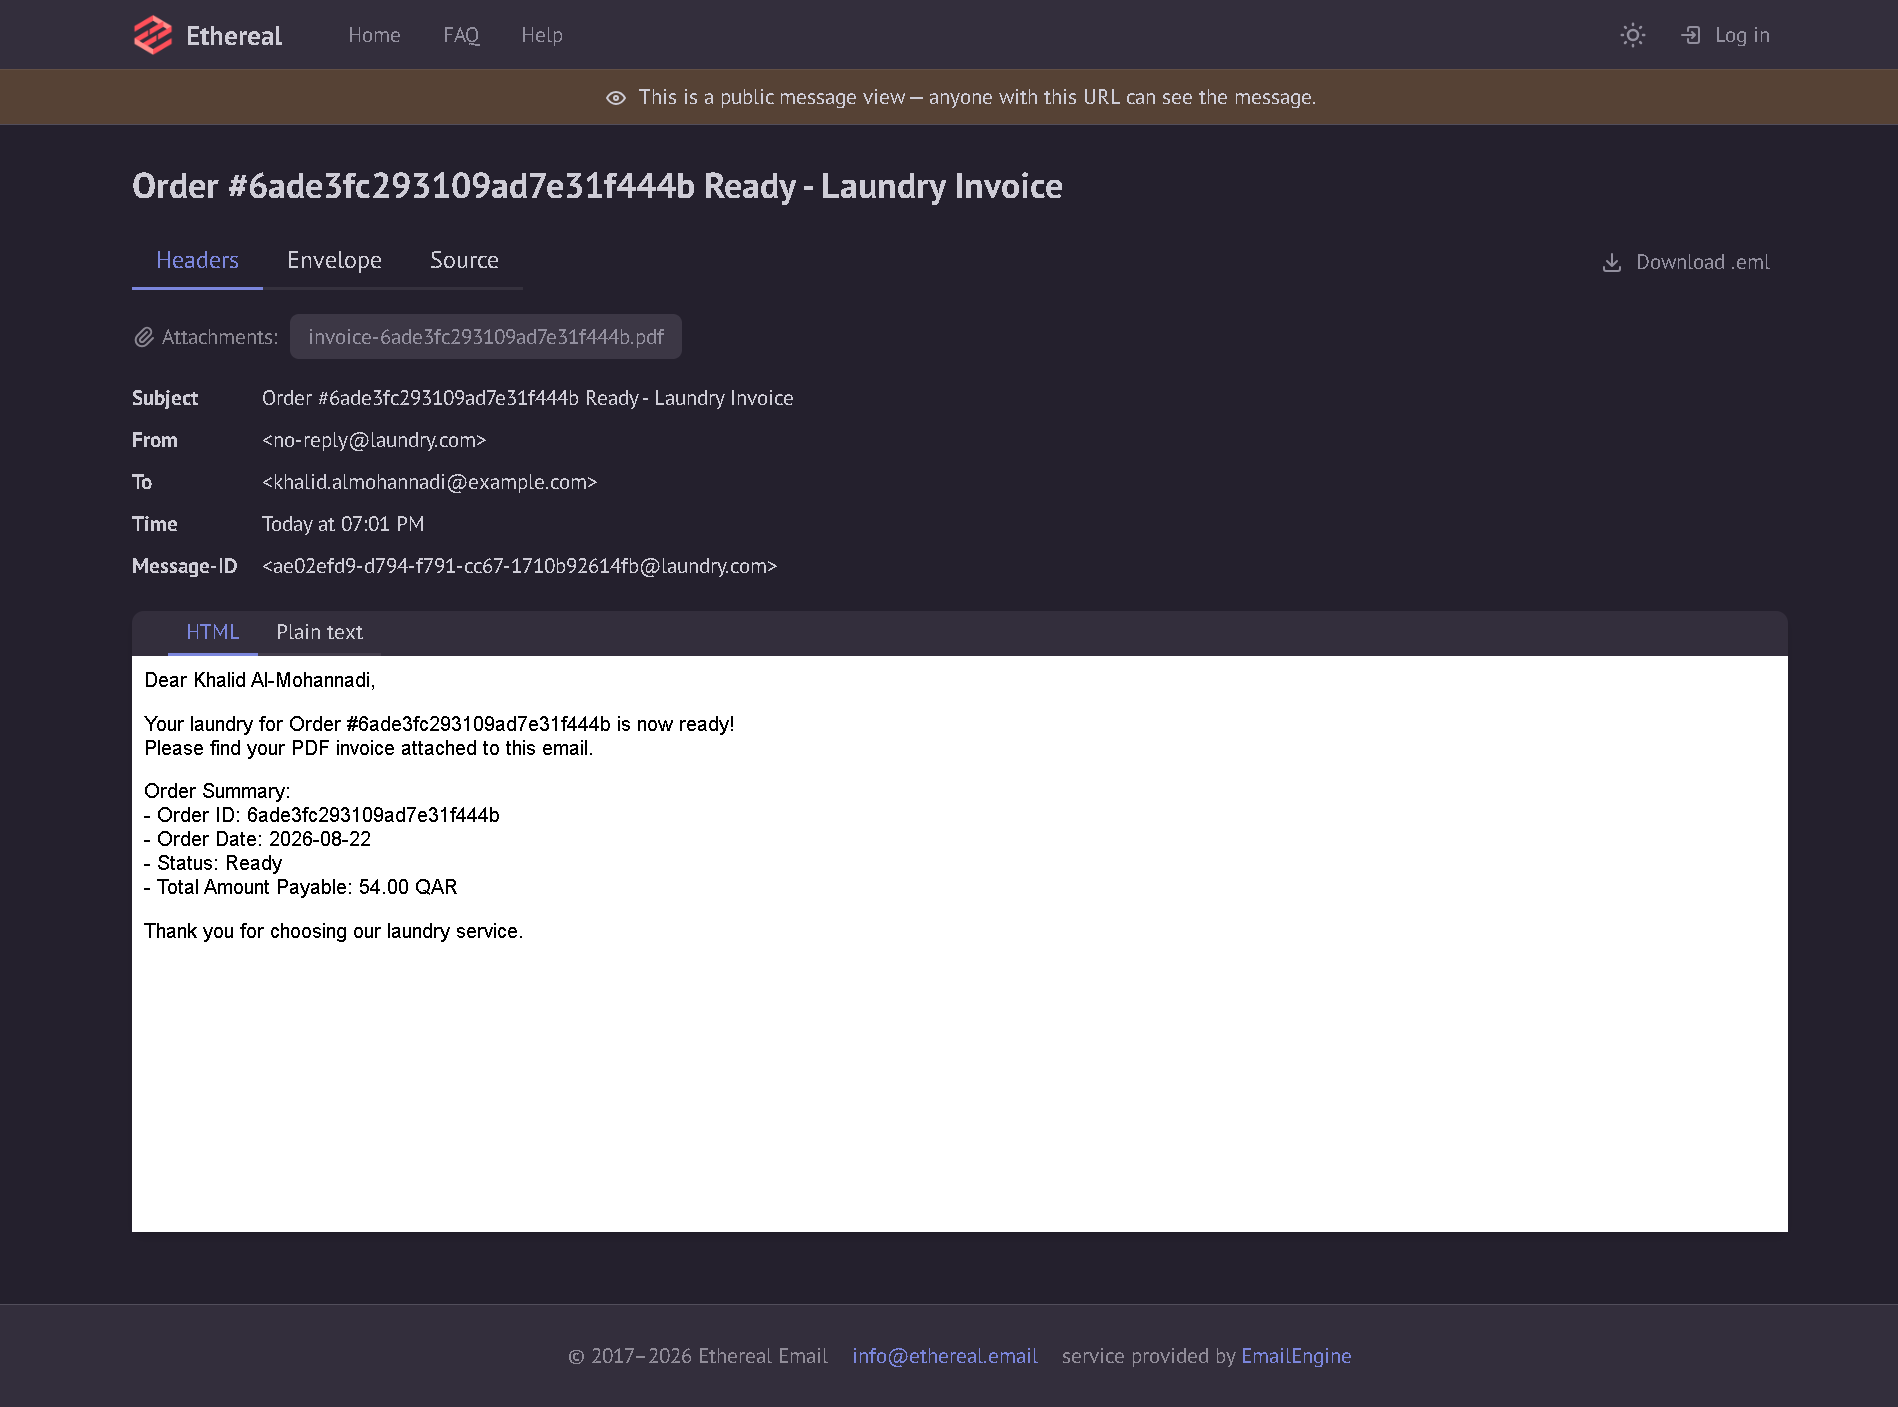 Ethereal
Home
FAQ
Help
Log in
This is a public message view — anyone with this URL can see the message.
Order #6ade3fc293109ad7e31f444b Ready - Laundry Invoice
Headers
Envelope
Source
Download .eml
Attachments: invoice-6ade3fc293109ad7e31f444b.pdf
Subject Order #6ade3fc293109ad7e31f444b Ready - Laundry Invoice
From <no-reply@laundry.com>
To <khalid.almohannadi@example.com>
Time Today at 07:01 PM
Message-ID <ae02efd9-d794-f791-cc67-1710b92614fb@laundry.com>
HTML
Plain text
Dear Khalid Al-Mohannadi,
Your laundry for Order #6ade3fc293109ad7e31f444b is now ready!
Please find your PDF invoice attached to this email.
Order Summary:
- Order ID: 6ade3fc293109ad7e31f444b
- Order Date: 2026-08-22
- Status: Ready
- Total Amount Payable: 54.00 QAR
Thank you for choosing our laundry service.
© 2017–2026 Ethereal Email info@ethereal.email service provided by EmailEngine